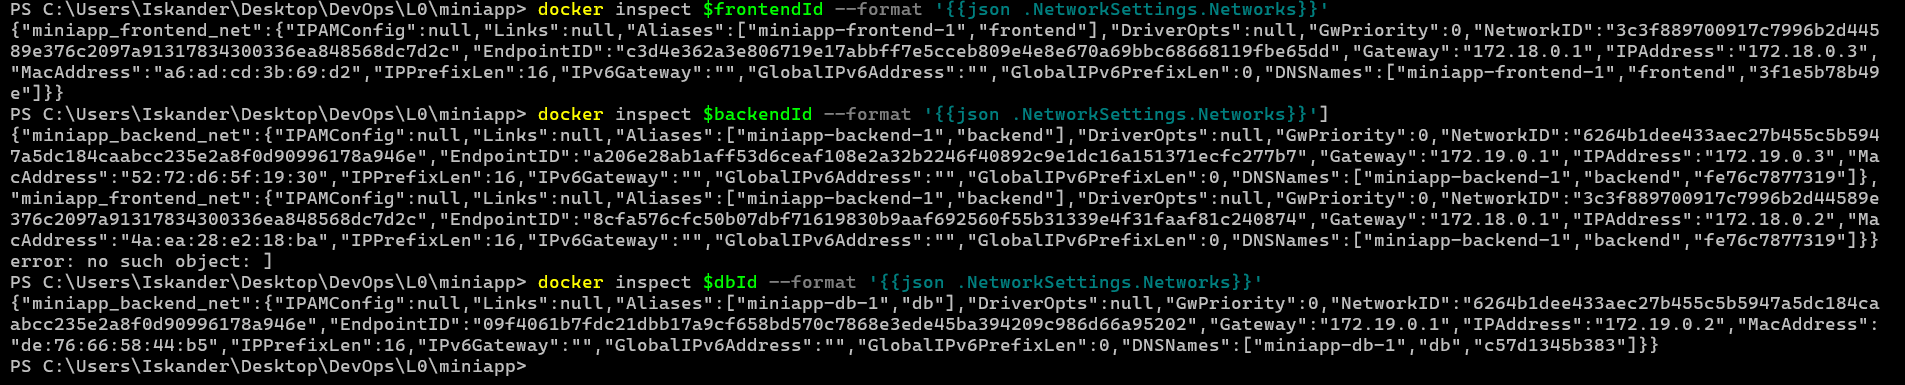 PS C:\Users\Iskander\Desktop\DevOps\L0\miniapp> docker inspect $frontendId --format '{{json .NetworkSettings.Networks}}'
{"miniapp_frontend_net":{"IPAMConfig":null,"Links":null,"Aliases":["miniapp-frontend-1","frontend"],"DriverOpts":null,"GwPriority":0,"NetworkID":"3c3f889700917c7996b2d445
89e376c2097a91317834300336ea848568dc7d2c","EndpointID":"c3d4e362a3e806719e17abbff7e5cceb809e4e8e670a69bbc68668119fbe65dd","Gateway":"172.18.0.1","IPAddress":"172.18.0.3",
"MacAddress":"a6:ad:cd:3b:69:d2","IPPrefixLen":16,"IPv6Gateway":"","GlobalIPv6Address":"","GlobalIPv6PrefixLen":0,"DNSNames":["miniapp-frontend-1","frontend","3f1e5b78b49
e"]}}
PS C:\Users\Iskander\Desktop\DevOps\L0\miniapp> docker inspect $backendId --format '{{json .NetworkSettings.Networks}}']
{"miniapp_backend_net":{"IPAMConfig":null,"Links":null,"Aliases":["miniapp-backend-1","backend"],"DriverOpts":null,"GwPriority":0,"NetworkID":"6264b1dee433aec27b455c5b594
7a5dc184caabcc235e2a8f0d90996178a946e","EndpointID":"a206e28ab1aff53d6ceaf108e2a32b2246f40892c9e1dc16a151371ecfc277b7","Gateway":"172.19.0.1","IPAddress":"172.19.0.3","Ma
cAddress":"52:72:d6:5f:19:30","IPPrefixLen":16,"IPv6Gateway":"","GlobalIPv6Address":"","GlobalIPv6PrefixLen":0,"DNSNames":["miniapp-backend-1","backend","fe76c7877319"]},
"miniapp_frontend_net":{"IPAMConfig":null,"Links":null,"Aliases":["miniapp-backend-1","backend"],"DriverOpts":null,"GwPriority":0,"NetworkID":"3c3f889700917c7996b2d44589e
376c2097a91317834300336ea848568dc7d2c","EndpointID":"8cfa576cfc50b07dbf71619830b9aaf692560f55b31339e4f31faaf81c240874","Gateway":"172.18.0.1","IPAddress":"172.18.0.2","Ma
cAddress":"4a:ea:28:e2:18:ba","IPPrefixLen":16,"IPv6Gateway":"","GlobalIPv6Address":"","GlobalIPv6PrefixLen":0,"DNSNames":["miniapp-backend-1","backend","fe76c7877319"]}}
error: no such object: ]
PS C:\Users\Iskander\Desktop\DevOps\L0\miniapp> docker inspect $dbId --format '{{json .NetworkSettings.Networks}}'
{"miniapp_backend_net":{"IPAMConfig":null,"Links":null,"Aliases":["miniapp-db-1","db"],"DriverOpts":null,"GwPriority":0,"NetworkID":"6264b1dee433aec27b455c5b5947a5dc184ca
abcc235e2a8f0d90996178a946e","EndpointID":"09f4061b7fdc21dbb17a9cf658bd570c7868e3ede45ba394209c986d66a95202","Gateway":"172.19.0.1","IPAddress":"172.19.0.2","MacAddress":
"de:76:66:58:44:b5","IPPrefixLen":16,"IPv6Gateway":"","GlobalIPv6Address":"","GlobalIPv6PrefixLen":0,"DNSNames":["miniapp-db-1","db","c57d1345b383"]}}
PS C:\Users\Iskander\Desktop\DevOps\L0\miniapp>